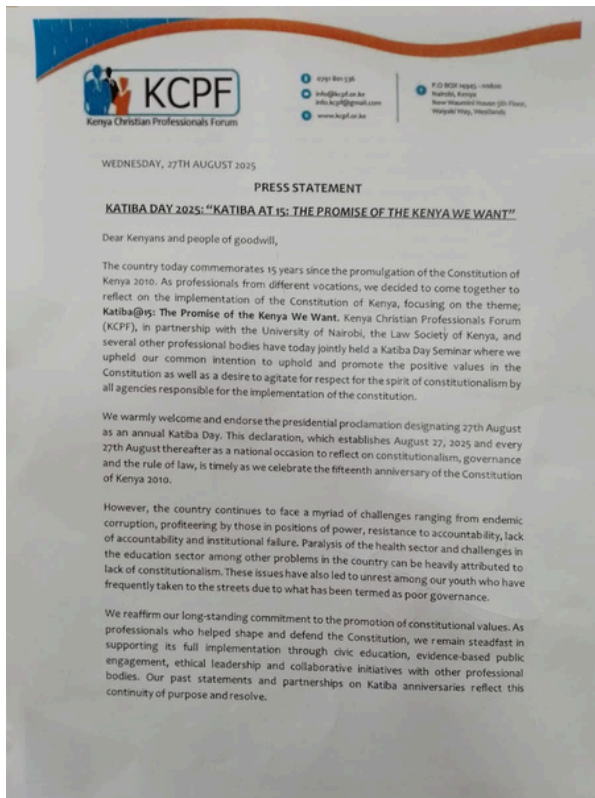 KCPF
Kenya Christian Professionals Forum
0791 801 536
info@kcpf.or.ke
info.kcpf@gmail.com
www.kcpf.or.ke
Nairobi, Kenya
New Waumini House 5th Floor,
Waiyaki Way, Westlands
WEDNESDAY, 27TH AUGUST 2025
PRESS STATEMENT
KATIBA DAY 2025: “KATIBA AT 15: THE PROMISE OF THE KENYA WE WANT”
Dear Kenyans and people of goodwill,
The country today commemorates 15 years since the promulgation of the Constitution of
Kenya 2010. As professionals from different vocations, we decided to come together to
reflect on the implementation of the Constitution of Kenya, focusing on the theme;
Katiba@15: The Promise of the Kenya We Want. Kenya Christian Professionals Forum
(KCPF), in partnership with the University of Nairobi, the Law Society of Kenya, and
several other professional bodies have today jointly held a Katiba Day Seminar where we
upheld our common intention to uphold and promote the positive values in the
Constitution as well as a desire to agitate for respect for the spirit of constitutionalism by
all agencies responsible for the implementation of the constitution.
We warmly welcome and endorse the presidential proclamation designating 27th August
as an annual Katiba Day. This declaration, which establishes August 27, 2025 and every
27th August thereafter as a national occasion to reflect on constitutionalism, governance
and the rule of law, is timely as we celebrate the fifteenth anniversary of the Constitution
of Kenya 2010.
However, the country continues to face a myriad of challenges ranging from endemic
corruption, profiteering by those in positions of power, resistance to accountability, lack
of accountability and institutional failure. Paralysis of the health sector and challenges in
the education sector among other problems in the country can be heavily attributed to
lack of constitutionalism. These issues have also led to unrest among our youth who have
frequently taken to the streets due to what has been termed as poor governance.
We reaffirm our long-standing commitment to the promotion of constitutional values. As
professionals who helped shape and defend the Constitution, we remain steadfast in
supporting its full implementation through civic education, evidence-based public
engagement, ethical leadership and collaborative initiatives with other professional
bodies. Our past statements and partnerships on Katiba anniversaries reflect this
continuity of purpose and resolve.